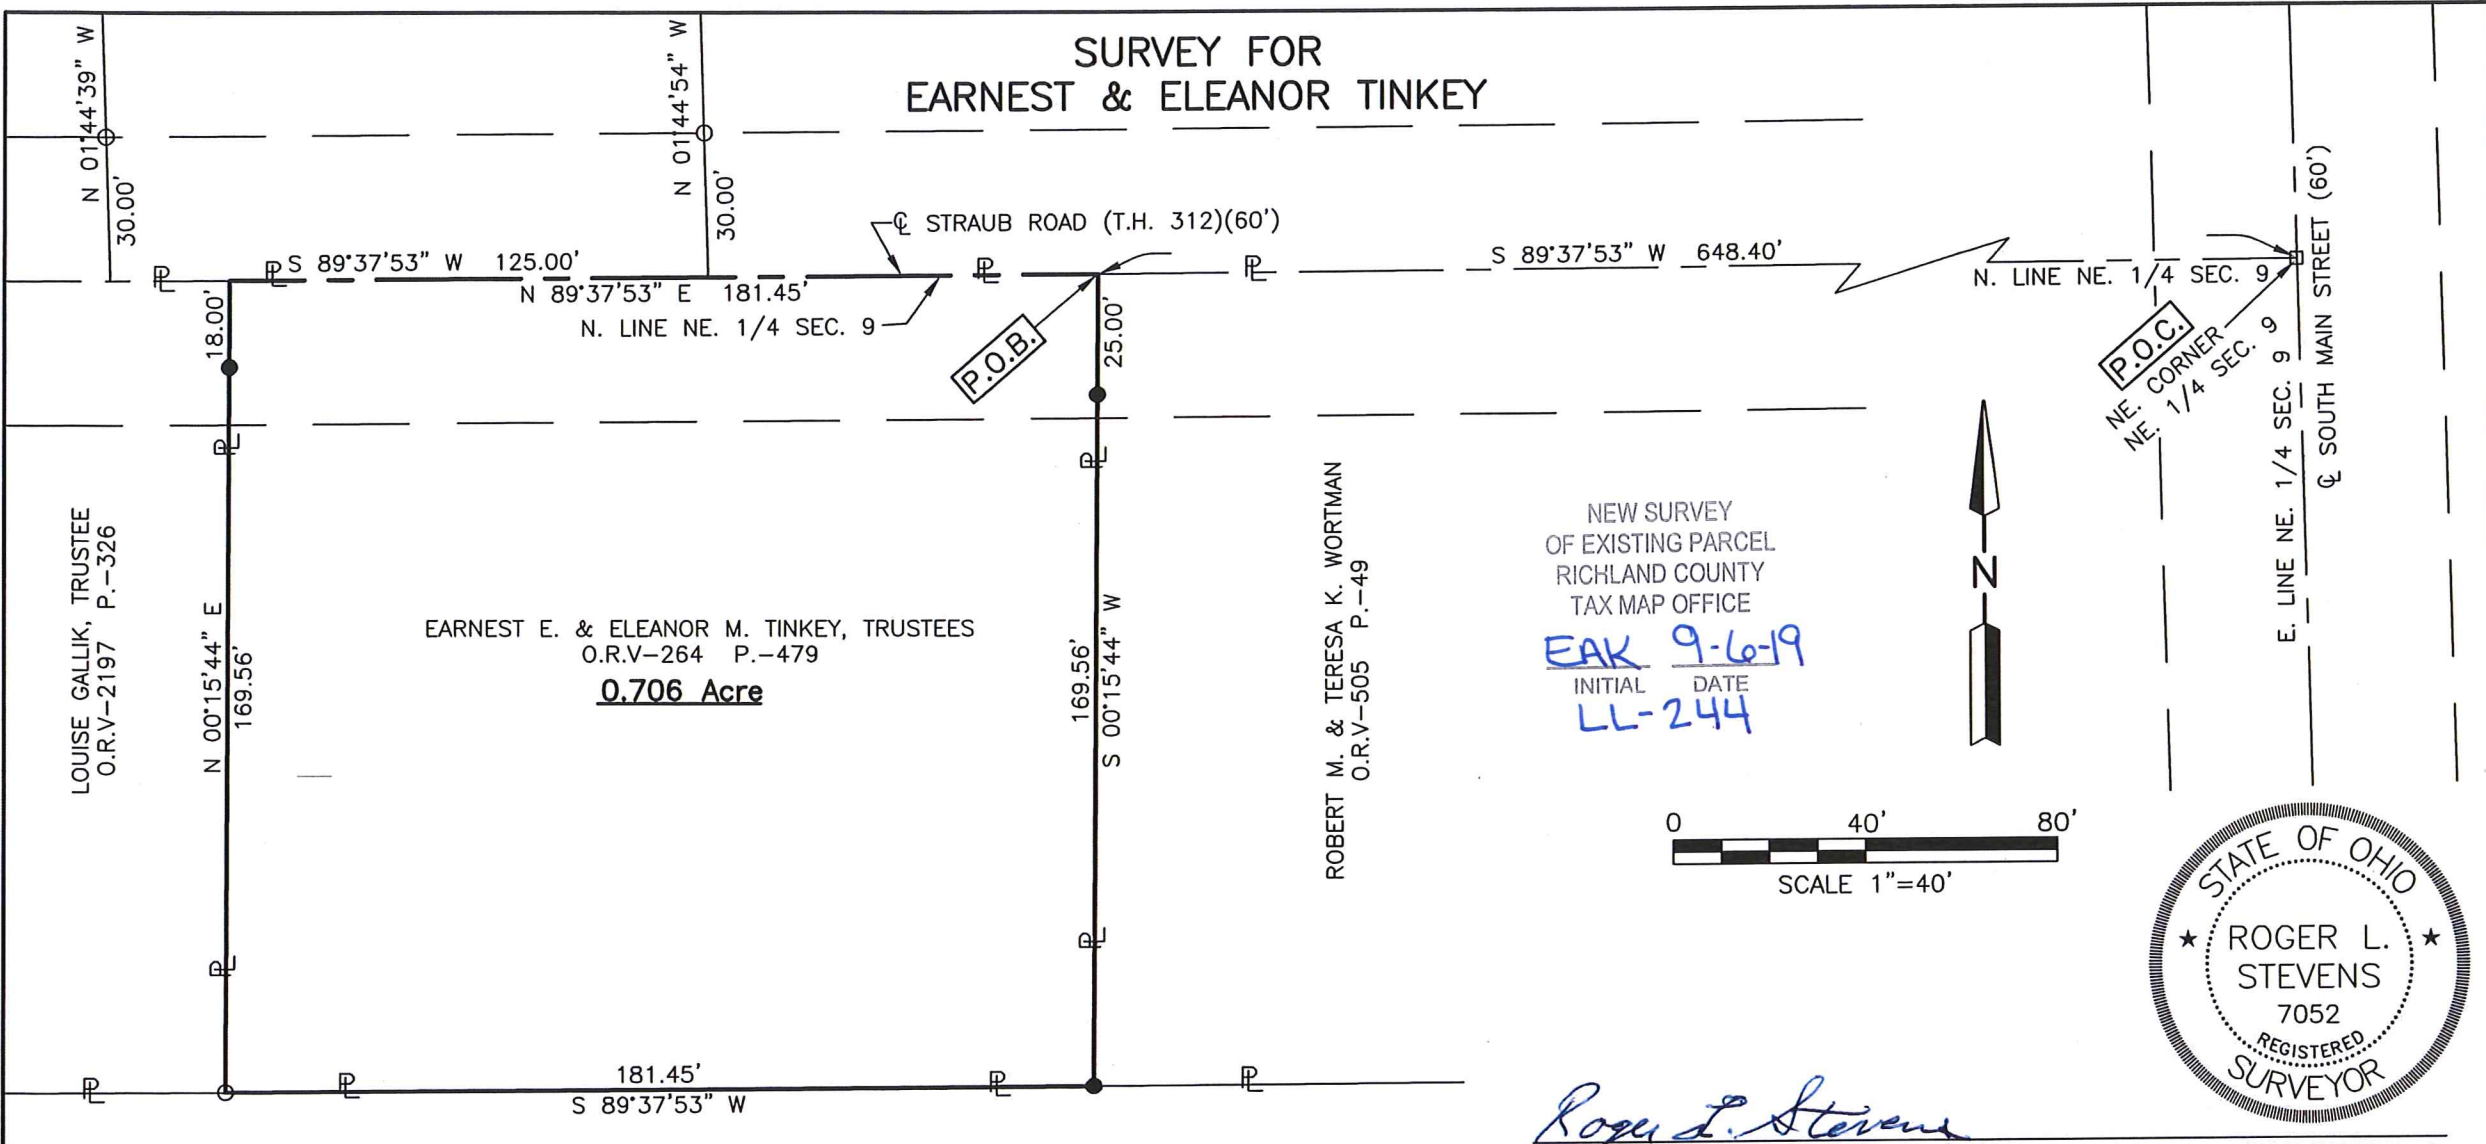 SURVEY FOR
EARNEST & ELEANOR TINKEY
N 01°44'39" W
30.00'
N 01°44'54" W
30.00'
℄ STRAUB ROAD (T.H. 312)(60')
S 89°37'53" W 125.00'
N 89°37'53" E 181.45'
N. LINE NE. 1/4 SEC. 9
P.O.B.
S 89°37'53" W 648.40'
N. LINE NE. 1/4 SEC. 9
P.O.C.
NE. CORNER
NE. 1/4 SEC. 9
E. LINE NE. 1/4 SEC. 9
℄ SOUTH MAIN STREET (60')
18.00'
25.00'
LOUISE GALLIK, TRUSTEE
O.R.V-2197 P.-326
N 00°15'44" E
169.56'
EARNEST E. & ELEANOR M. TINKEY, TRUSTEES
O.R.V-264 P.-479
0.706 Acre
169.56'
S 00°15'44" W
ROBERT M. & TERESA K. WORTMAN
O.R.V-505 P.-49
NEW SURVEY
OF EXISTING PARCEL
RICHLAND COUNTY
TAX MAP OFFICE
EAK 9-6-19
INITIAL DATE
LL-244
N
0 40' 80'
SCALE 1"=40'
181.45'
S 89°37'53" W
STATE OF OHIO
★ ROGER L. ★
STEVENS
7052
REGISTERED
SURVEYOR
Roger L. Stevens